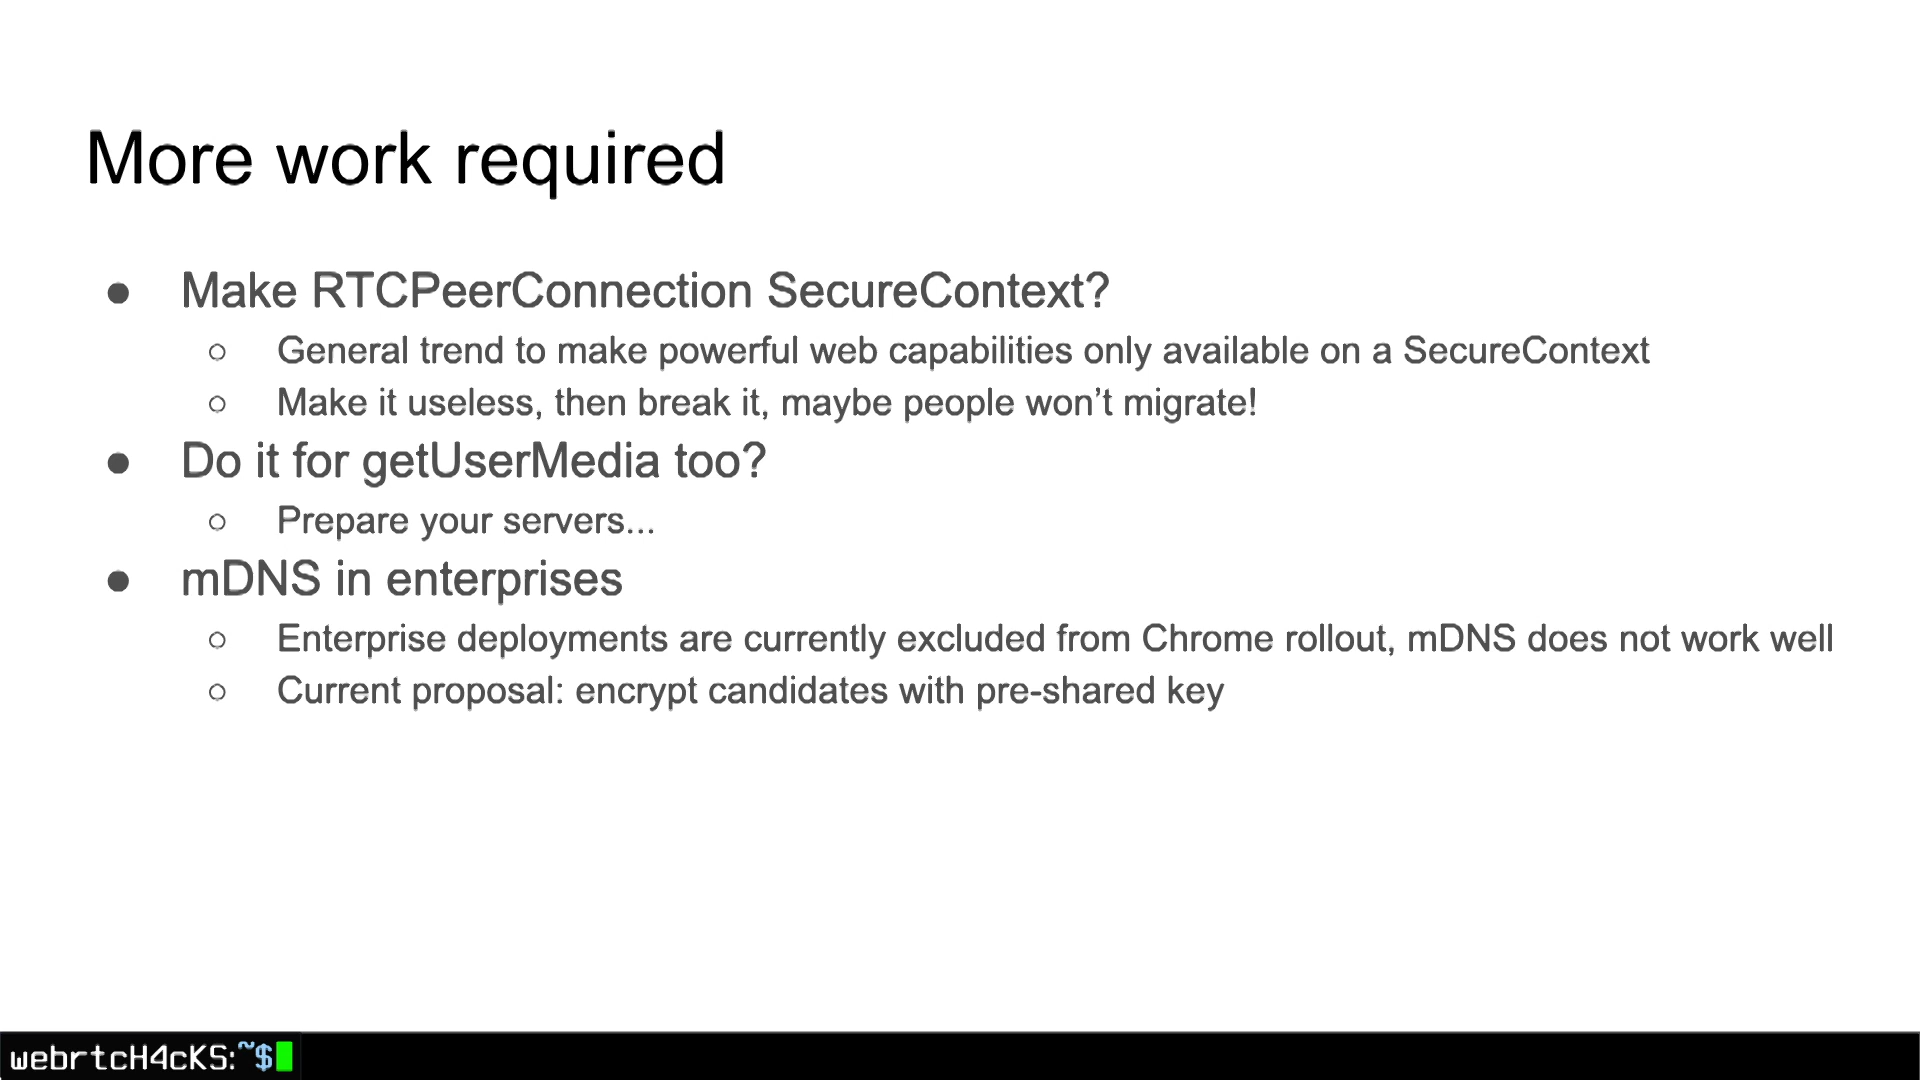 More work required
● Make RTCPeerConnection SecureContext?
○ General trend to make powerful web capabilities only available on a SecureContext
○ Make it useless, then break it, maybe people won’t migrate!
● Do it for getUserMedia too?
○ Prepare your servers...
● mDNS in enterprises
○ Enterprise deployments are currently excluded from Chrome rollout, mDNS does not work well
○ Current proposal: encrypt candidates with pre-shared key
webrtcH4cKS:~$